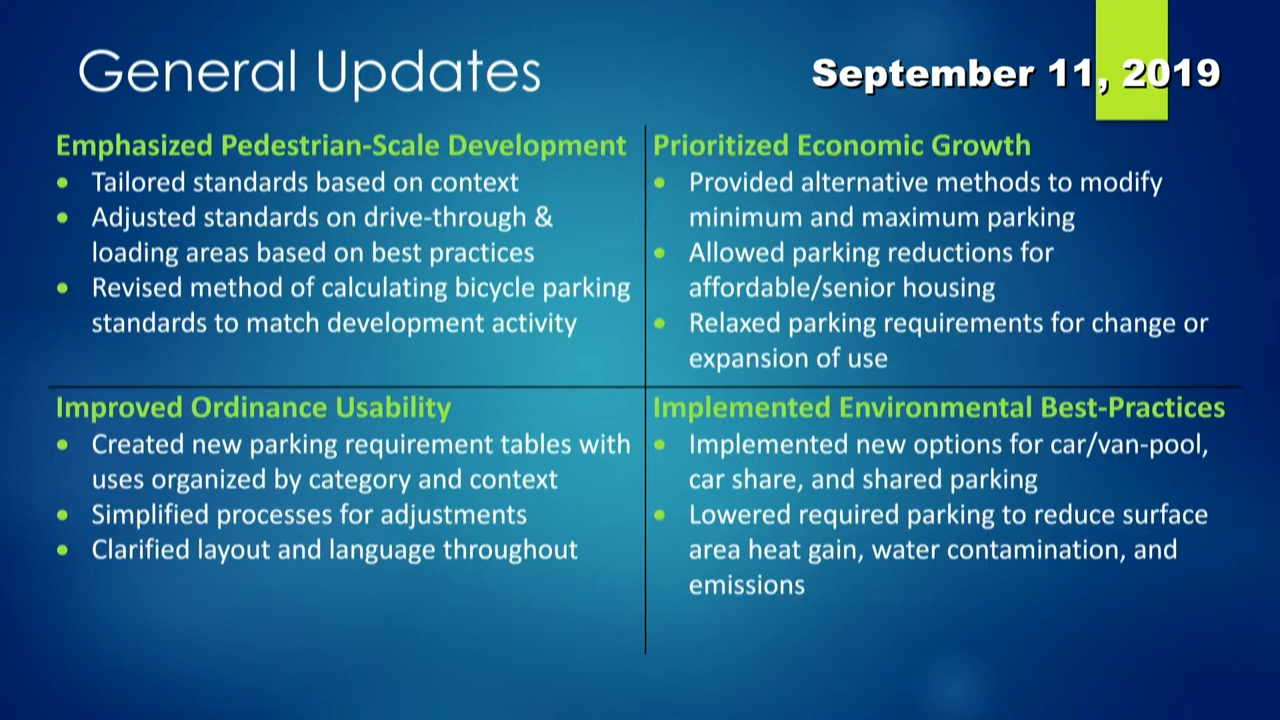 General Updates
September 11, 2019
Emphasized Pedestrian-Scale Development
• Tailored standards based on context
• Adjusted standards on drive-through &
loading areas based on best practices
• Revised method of calculating bicycle parking
standards to match development activity
Prioritized Economic Growth
• Provided alternative methods to modify
minimum and maximum parking
• Allowed parking reductions for
affordable/senior housing
• Relaxed parking requirements for change or
expansion of use
Improved Ordinance Usability
• Created new parking requirement tables with
uses organized by category and context
• Simplified processes for adjustments
• Clarified layout and language throughout
Implemented Environmental Best-Practices
• Implemented new options for car/van-pool,
car share, and shared parking
• Lowered required parking to reduce surface
area heat gain, water contamination, and
emissions